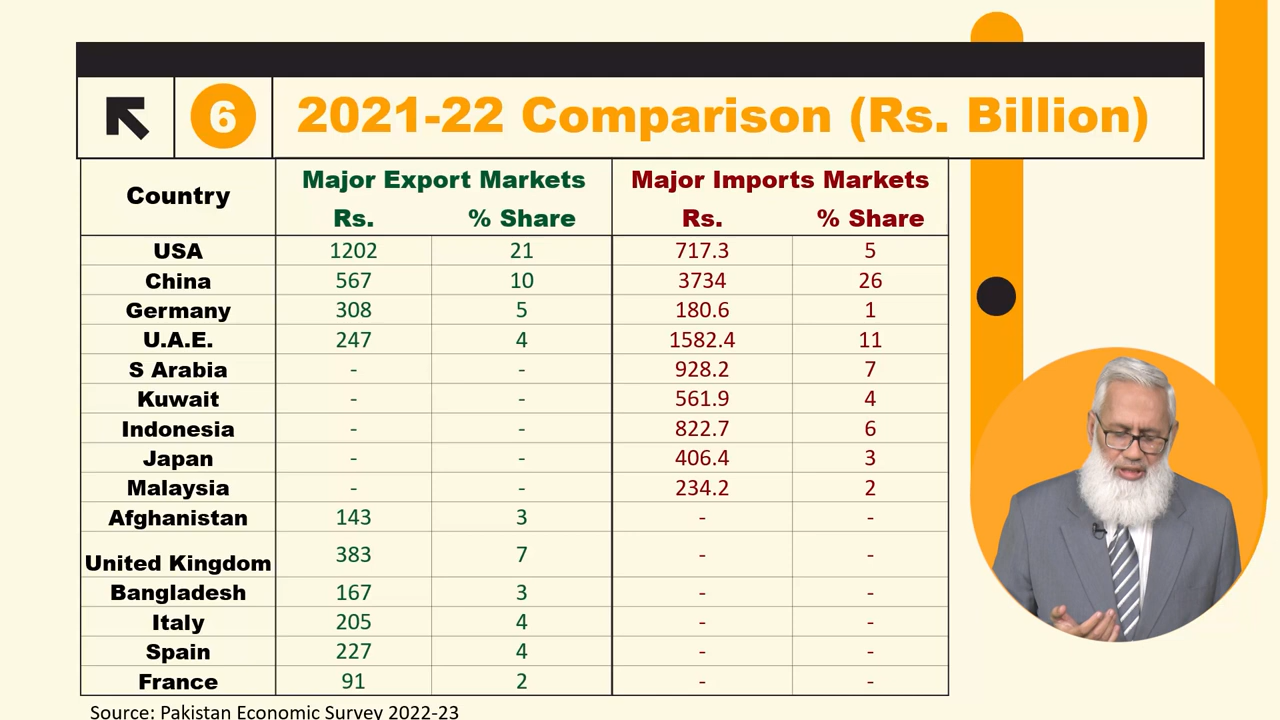 6 2021-22 Comparison (Rs. Billion)
Country Major Export Markets Major Imports Markets
Rs. % Share Rs. % Share
USA 1202 21 717.3 5
China 567 10 3734 26
Germany 308 5 180.6 1
U.A.E. 247 4 1582.4 11
S Arabia - - 928.2 7
Kuwait - - 561.9 4
Indonesia - - 822.7 6
Japan - - 406.4 3
Malaysia - - 234.2 2
Afghanistan 143 3 - -
United Kingdom 383 7 - -
Bangladesh 167 3 - -
Italy 205 4 - -
Spain 227 4 - -
France 91 2 - -
Source: Pakistan Economic Survey 2022-23